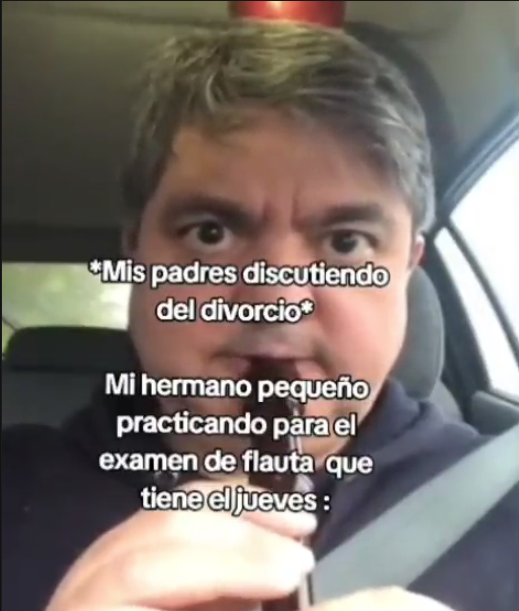 *Mis padres discutiendo
del divorcio*
Mi hermano pequeño
practicando para el
examen de flauta que
tiene el jueves :